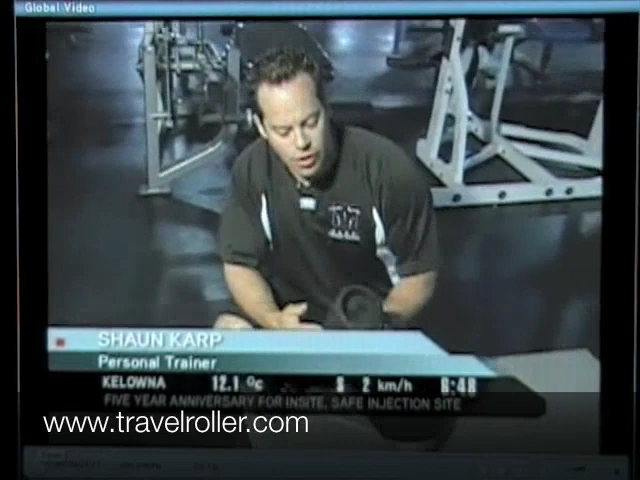 Global Video
SHAUN KARP
Personal Trainer
KELOWNA 12.1 °C S 2 km/h 8:48
FIVE YEAR ANNIVERSARY FOR INSITE, SAFE INJECTION SITE
www.travelroller.com